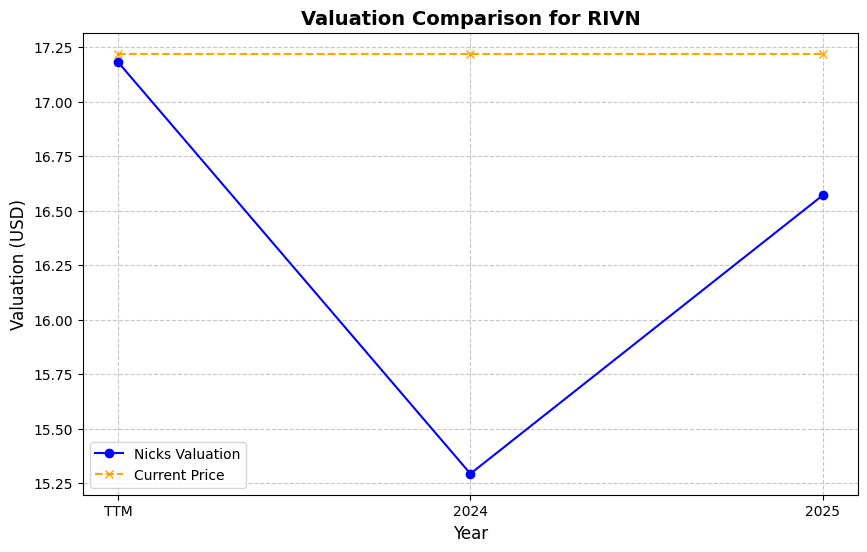 Valuation Comparison for RIVN
Valuation (USD)
17.25
17.00
16.75
16.50
16.25
16.00
15.75
15.50
15.25
Nicks Valuation
Current Price
TTM 2024 2025
Year